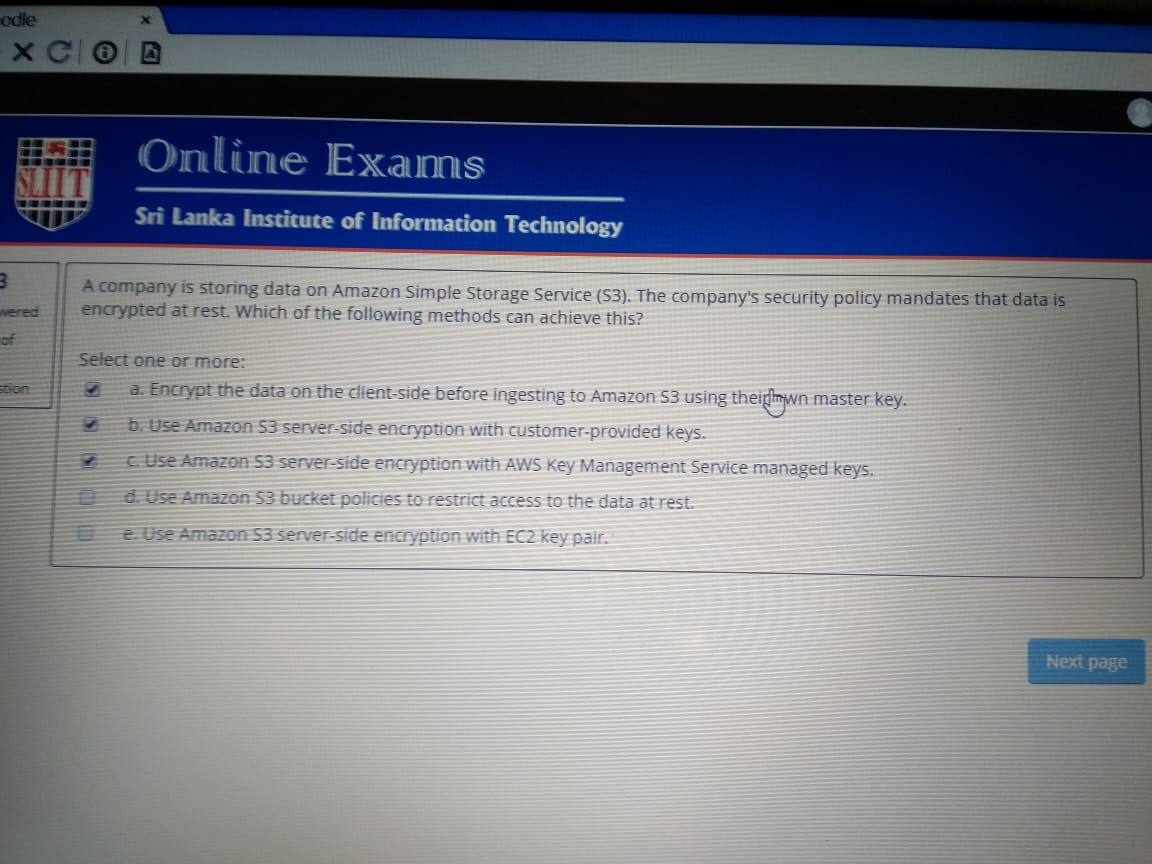 odle
SLIIT
Online Exams
Sri Lanka Institute of Information Technology
3
wered
of
stion
A company is storing data on Amazon Simple Storage Service (S3). The company's security policy mandates that data is
encrypted at rest. Which of the following methods can achieve this?
Select one or more:
a. Encrypt the data on the client-side before ingesting to Amazon S3 using their own master key.
b. Use Amazon S3 server-side encryption with customer-provided keys.
c. Use Amazon S3 server-side encryption with AWS Key Management Service managed keys.
d. Use Amazon S3 bucket policies to restrict access to the data at rest.
e. Use Amazon S3 server-side encryption with EC2 key pair.
Next page